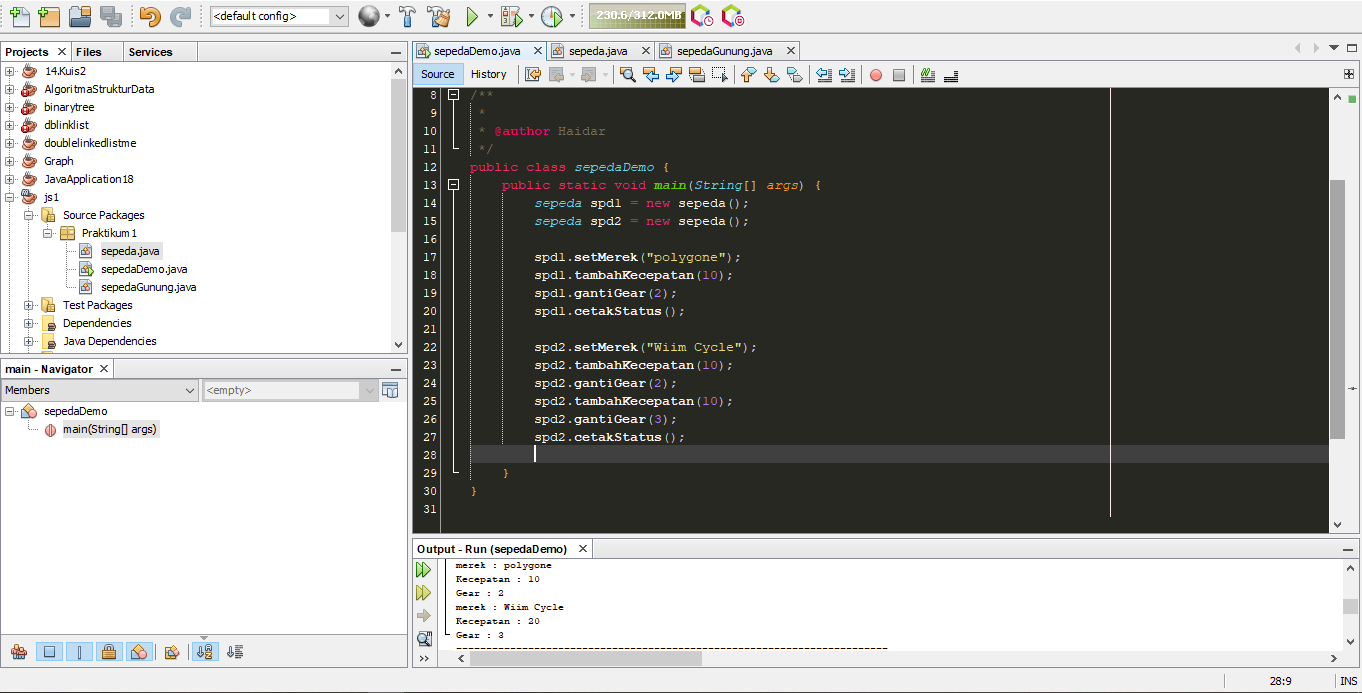 <default config>
230.6/312.0MB
Projects
Files
Services
14.Kuis2
AlgoritmaStrukturData
binarytree
dblinklist
doublelinkedlistme
Graph
JavaApplication18
js1
Source Packages
Praktikum1
sepeda.java
sepedaDemo.java
sepedaGunung.java
Test Packages
Dependencies
Java Dependencies
main - Navigator
Members
<empty>
sepedaDemo
main(String[] args)
sepedaDemo.java
sepeda.java
sepedaGunung.java
Source
History
8 /**
9 *
10 * @author Haidar
11 */
12 public class sepedaDemo {
13 public static void main(String[] args) {
14 sepeda spd1 = new sepeda();
15 sepeda spd2 = new sepeda();
16
17 spd1.setMerek("polygone");
18 spd1.tambahKecepatan(10);
19 spd1.gantiGear(2);
20 spd1.cetakStatus();
21
22 spd2.setMerek("Wiim Cycle");
23 spd2.tambahKecepatan(10);
24 spd2.gantiGear(2);
25 spd2.tambahKecepatan(10);
26 spd2.gantiGear(3);
27 spd2.cetakStatus();
28
29 }
30 }
31
Output - Run (sepedaDemo)
merek : polygone
Kecepatan : 10
Gear : 2
merek : Wiim Cycle
Kecepatan : 20
Gear : 3
------------------------------------------------------------------------
28:9
INS